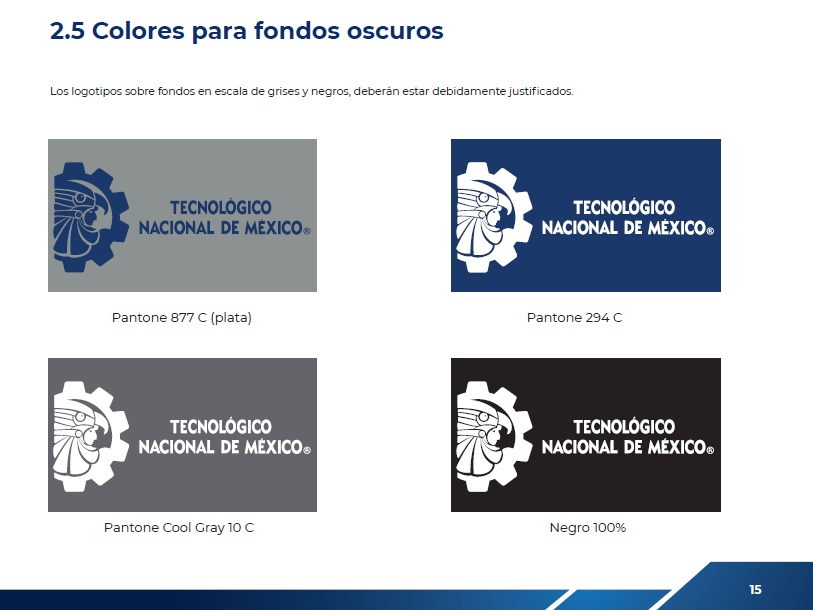 2.5 Colores para fondos oscuros
Los logotipos sobre fondos en escala de grises y negros, deberán estar debidamente justificados.
TECNOLÓGICO
NACIONAL DE MÉXICO®
Pantone 877 C (plata)
TECNOLÓGICO
NACIONAL DE MÉXICO®
Pantone 294 C
TECNOLÓGICO
NACIONAL DE MÉXICO®
Pantone Cool Gray 10 C
TECNOLÓGICO
NACIONAL DE MÉXICO®
Negro 100%
15